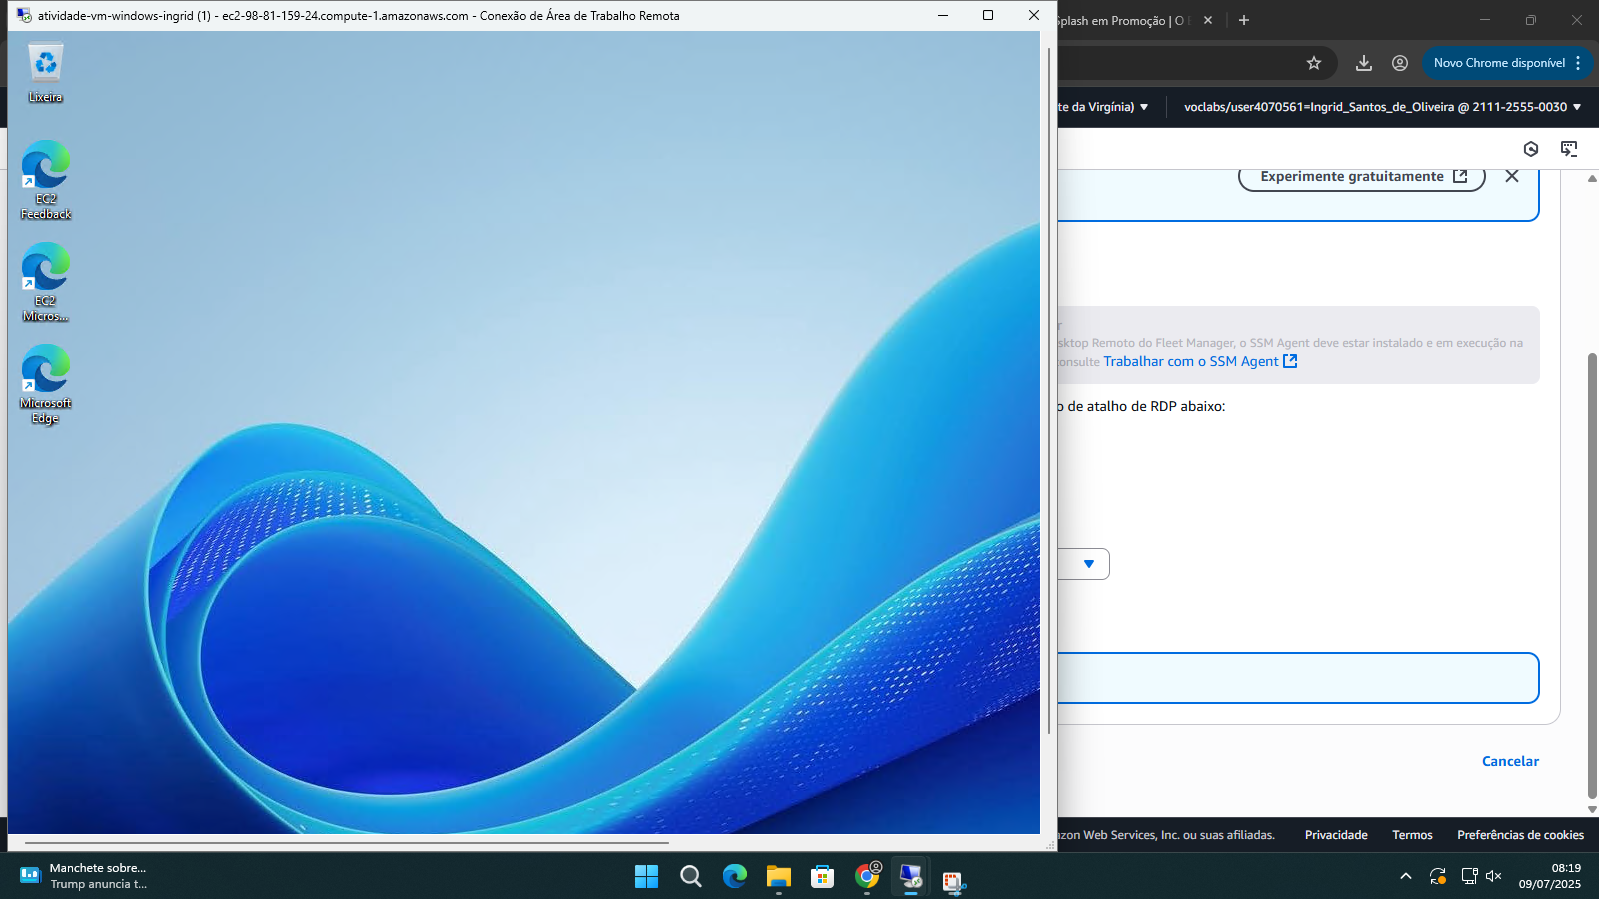 atividade-vm-windows-ingrid (1) - ec2-98-81-159-24.compute-1.amazonaws.com - Conexão de Área de Trabalho Remota
Splash em Promoção | O
Novo Chrome disponível
te da Virgínia)
voclabs/user4070561=Ingrid_Santos_de_Oliveira @ 2111-2555-0030
Lixeira
EC2
Feedback
EC2
Micros...
Microsoft
Edge
Experimente gratuitamente
r
sktop Remoto do Fleet Manager, o SSM Agent deve estar instalado e em execução na
onsulte Trabalhar com o SSM Agent
o de atalho de RDP abaixo:
Cancelar
zon Web Services, Inc. ou suas afiliadas.
Privacidade
Termos
Preferências de cookies
Manchete sobre...
Trump anuncia t...
08:19
09/07/2025